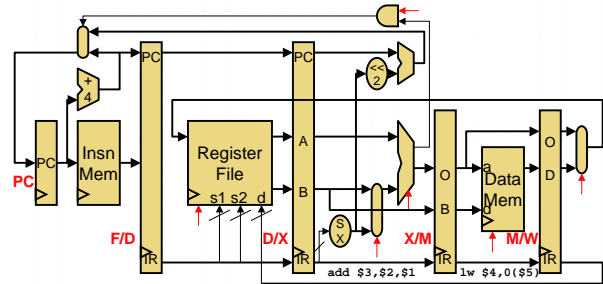 +
4
<<
2
PC
PC
PC
Insn
Mem
Register
File
s1 s2 d
A
B
S
X
O
B
a
d
Data
Mem
O
D
PC
F/D
D/X
X/M
M/W
IR
IR
IR
IR
add $3,$2,$1
lw $4,0($5)